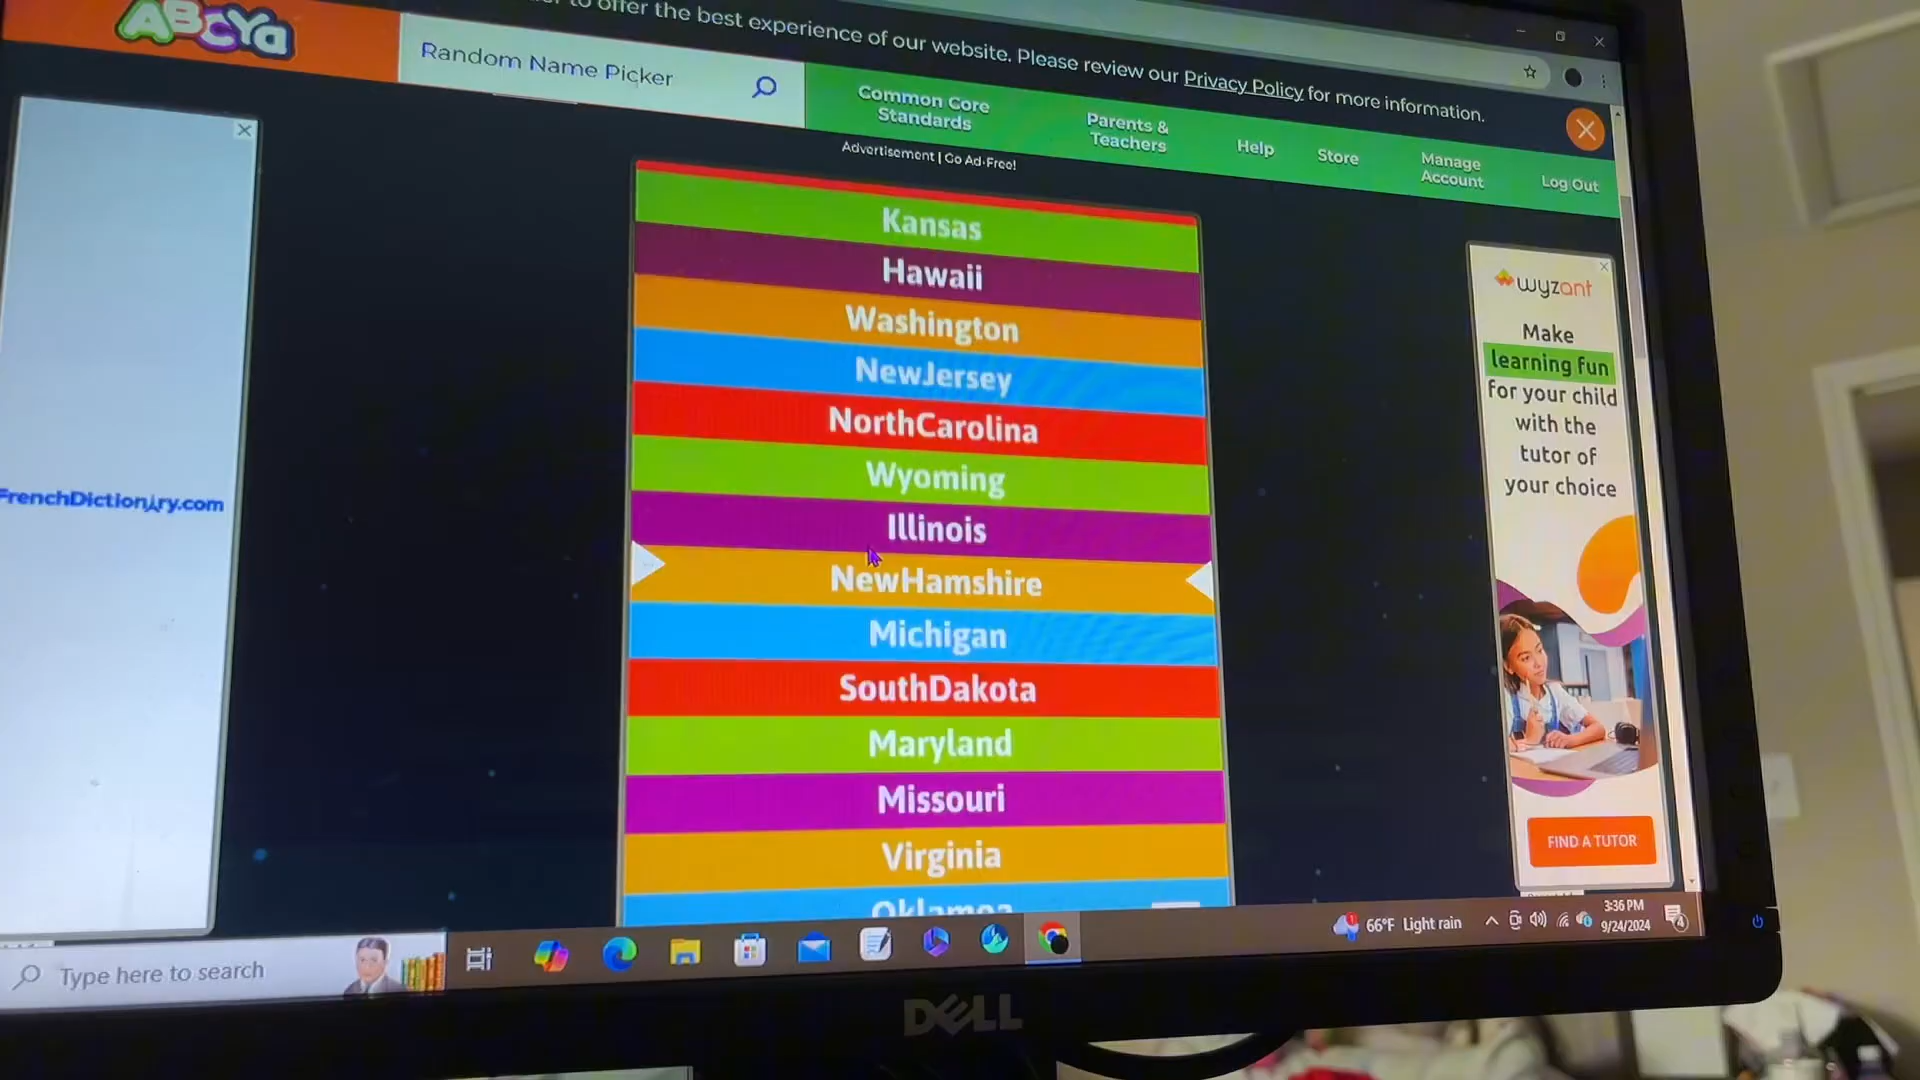 to offer the best experience of our website. Please review our Privacy Policy for more information.
ABCYa
Random Name Picker
Common Core
Standards
Parents &
Teachers
Help
Store
Manage
Account
Log Out
Advertisement | Go Ad-Free!
Kansas
Hawaii
Washington
NewJersey
NorthCarolina
Wyoming
Illinois
NewHamshire
Michigan
SouthDakota
Maryland
Missouri
Virginia
Oklamoa
FrenchDictionary.com
wyzant
Make
learning fun
for your child
with the
tutor of
your choice
FIND A TUTOR
Type here to search
1
66°F Light rain
3:36 PM
9/24/2024
4
DELL